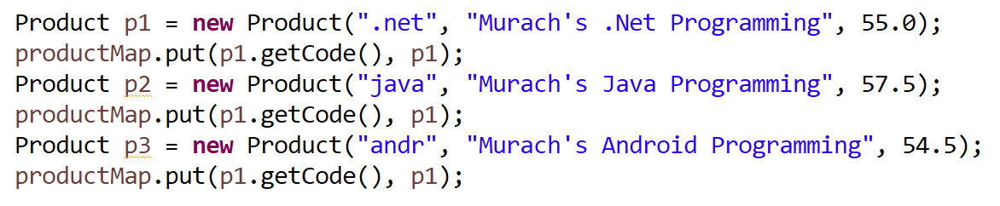 Product p1 = new Product(".net", "Murach's .Net Programming", 55.0);
productMap.put(p1.getCode(), p1);
Product p2 = new Product("java", "Murach's Java Programming", 57.5);
productMap.put(p1.getCode(), p1);
Product p3 = new Product("andr", "Murach's Android Programming", 54.5);
productMap.put(p1.getCode(), p1);